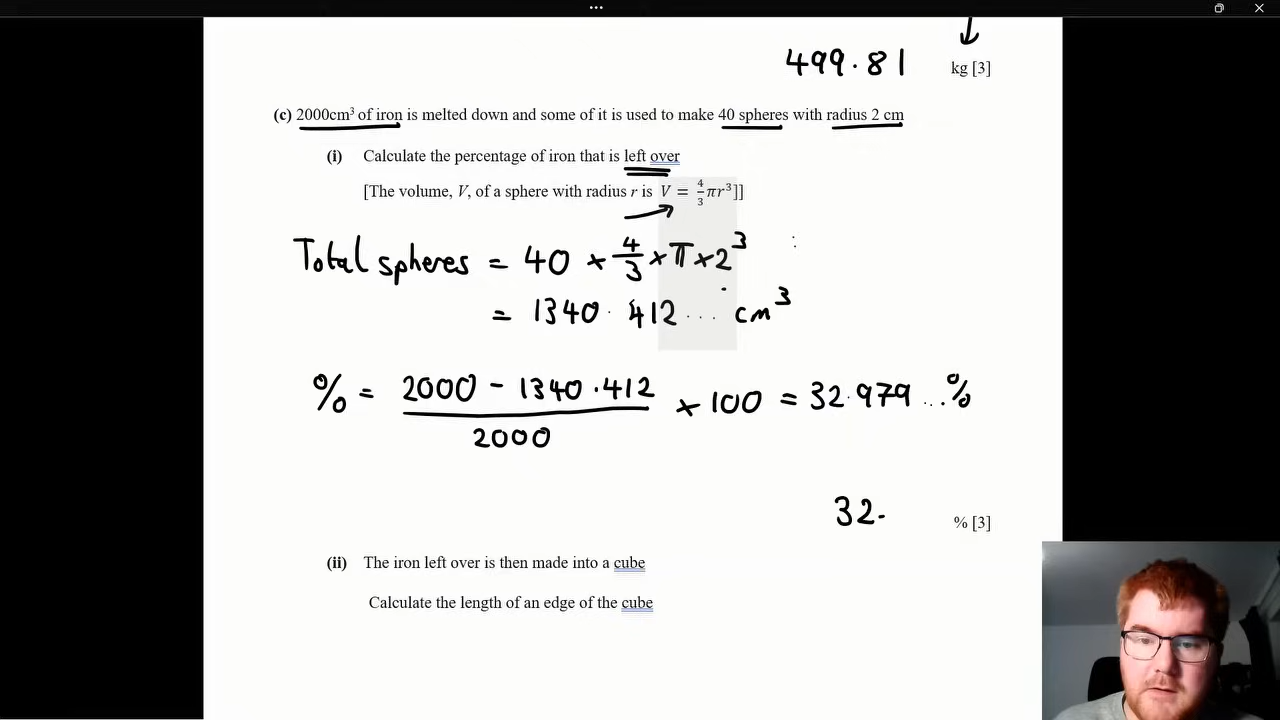 499.81 kg [3]
(c) 2000cm³ of iron is melted down and some of it is used to make 40 spheres with radius 2 cm
(i) Calculate the percentage of iron that is left over
[The volume, V, of a sphere with radius r is V = 4/3 πr³]]
Total spheres = 40 × 4/3 × π × 2³
= 1340.412... cm³
% = (2000 - 1340.412)/2000 × 100 = 32.979...%
32. % [3]
(ii) The iron left over is then made into a cube
Calculate the length of an edge of the cube